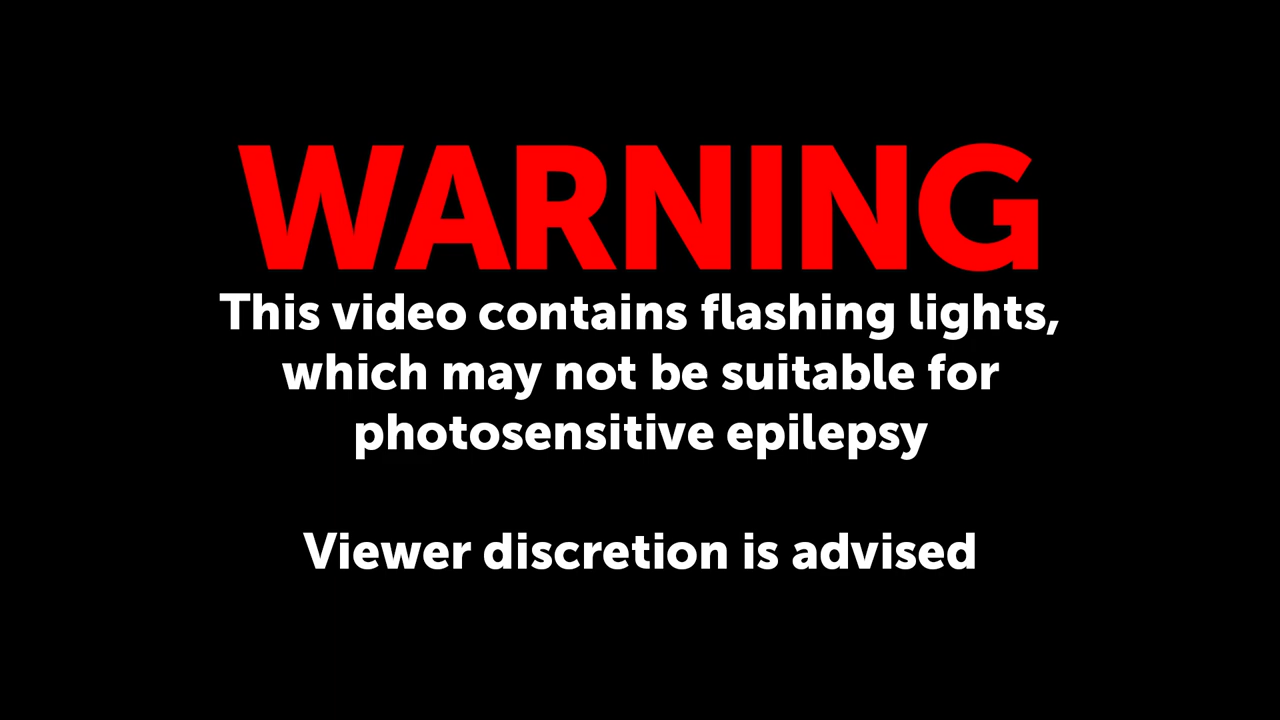 WARNING
This video contains flashing lights,
which may not be suitable for
photosensitive epilepsy
Viewer discretion is advised